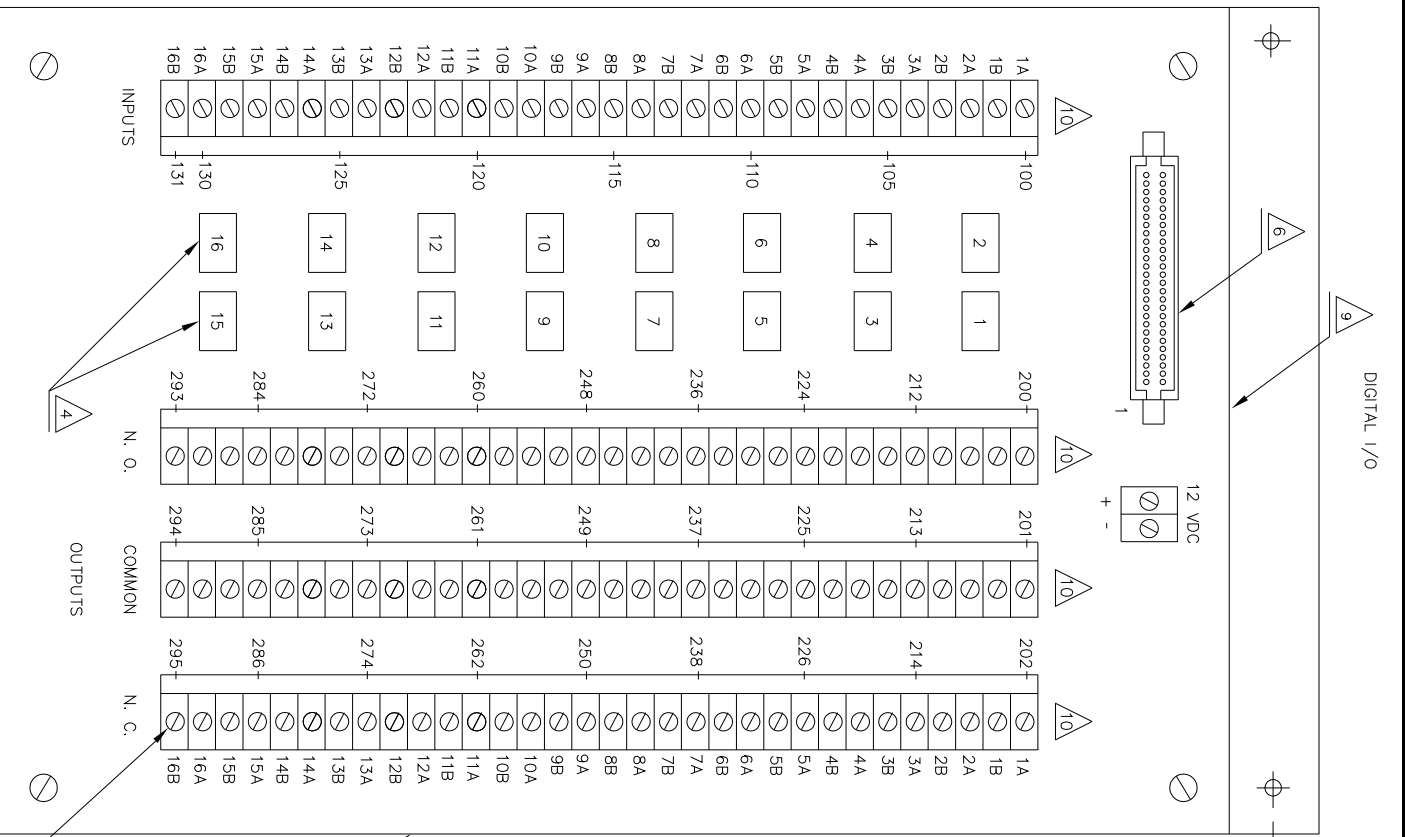 DIGITAL I/O
9
6
1
12 VDC
+ -
10
10
10
10
1A
1B
2A
2B
3A
3B
4A
4B
5A
5B
6A
6B
7A
7B
8A
8B
9A
9B
10A
10B
11A
11B
12A
12B
13A
13B
14A
14B
15A
15B
16A
16B
INPUTS
100
105
110
115
120
125
130
131
2 1
4 3
6 5
8 7
10 9
12 11
14 13
16 15
4
200
212
224
236
248
260
272
284
293
N. O.
201
213
225
237
249
261
273
285
294
COMMON
OUTPUTS
202
214
226
238
250
262
274
286
295
N. C.
1A
1B
2A
2B
3A
3B
4A
4B
5A
5B
6A
6B
7A
7B
8A
8B
9A
9B
10A
10B
11A
11B
12A
12B
13A
13B
14A
14B
15A
15B
16A
16B